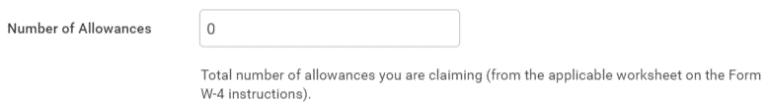 Number of Allowances
0
Total number of allowances you are claiming (from the applicable worksheet on the Form
W-4 instructions).